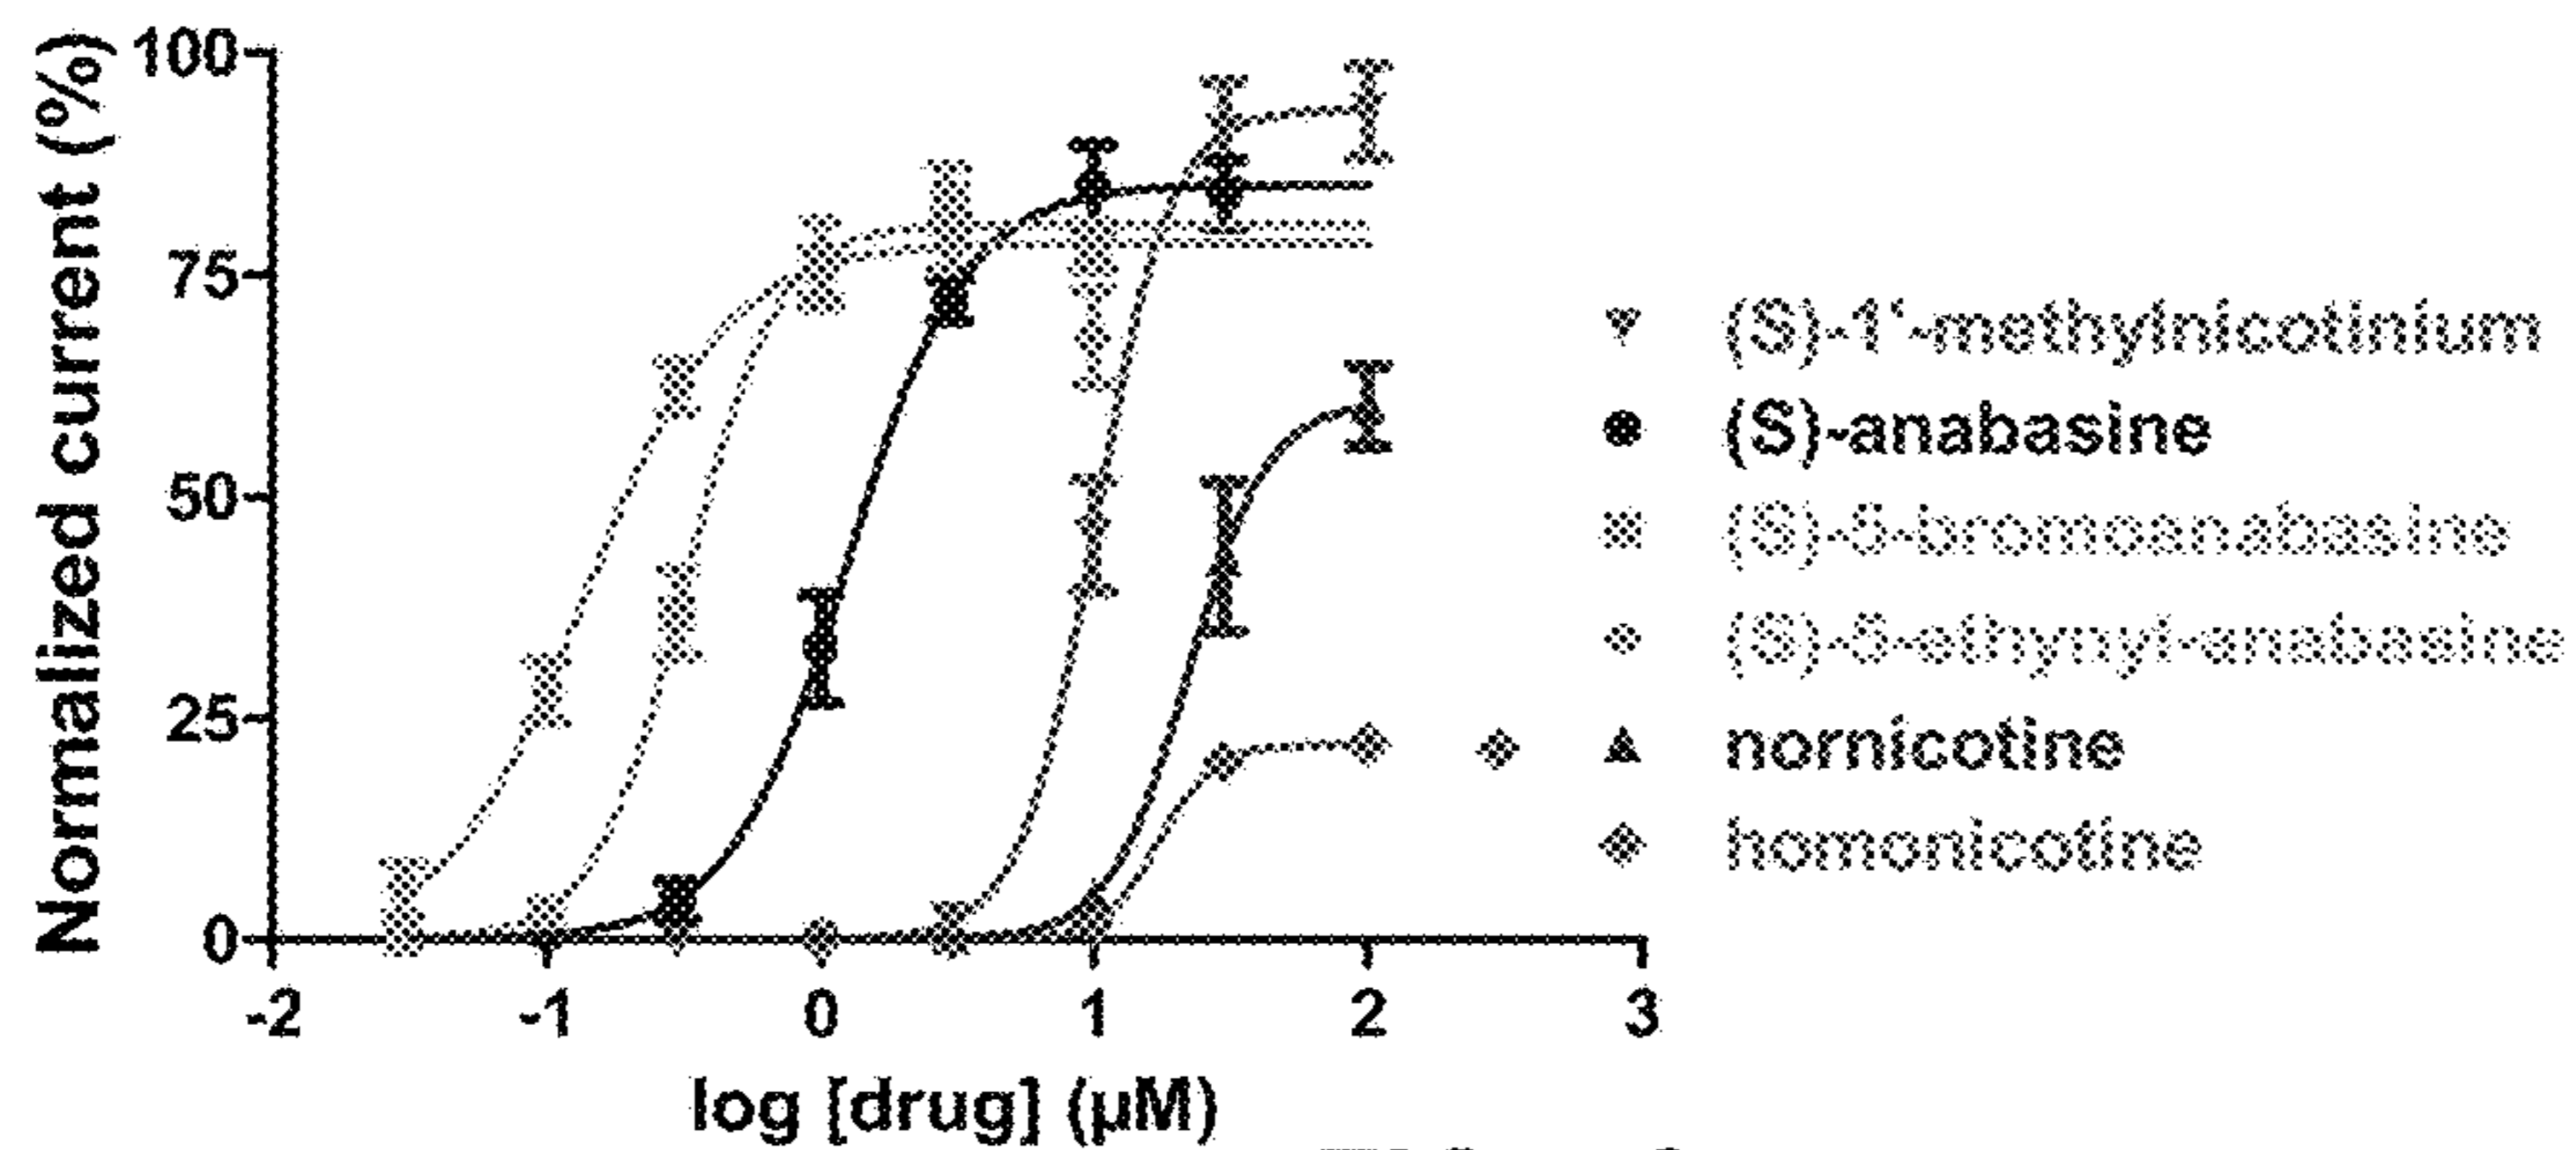 Normalized current (%)
100
75
50
25
0
-2 -1 0 1 2 3
log [drug] (µM)
(S)-1'-methylnicotinium
(S)-anabasine
(S)-5-bromoanabasine
(S)-5-ethynyl-anabasine
nornicotine
homonicotine